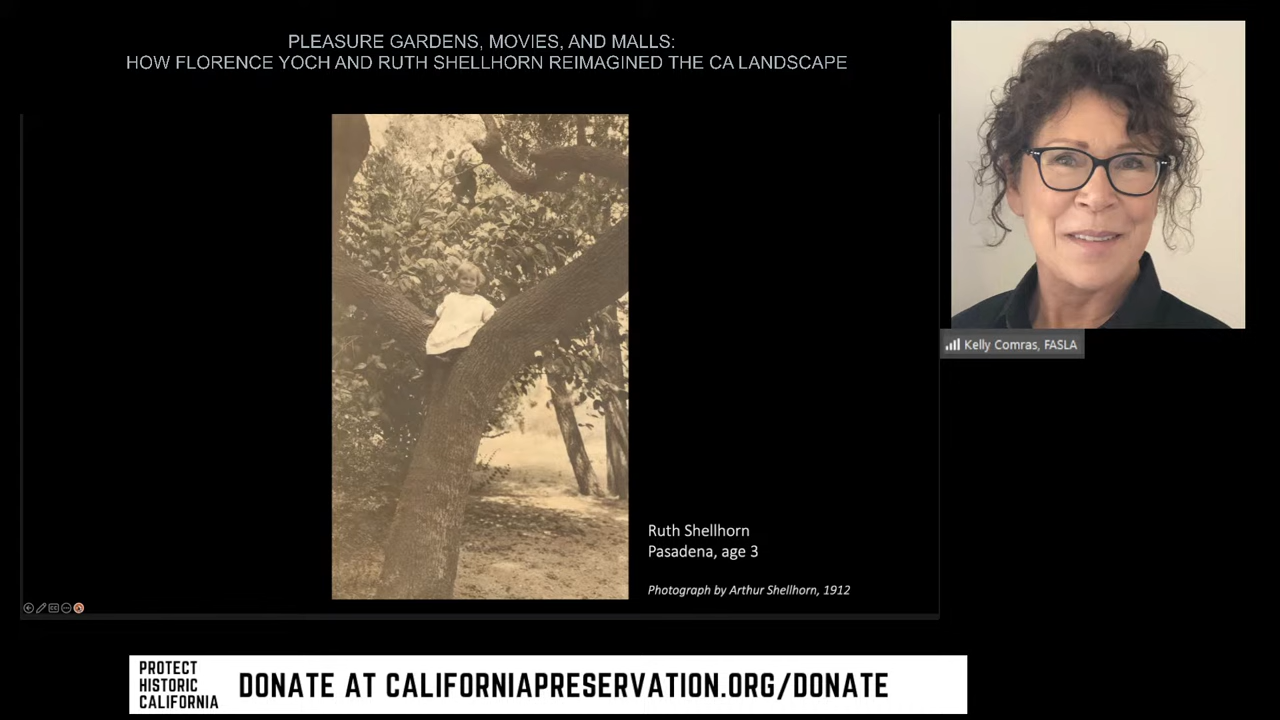 PLEASURE GARDENS, MOVIES, AND MALLS:
HOW FLORENCE YOCH AND RUTH SHELLHORN REIMAGINED THE CA LANDSCAPE
Kelly Comras, FASLA
Ruth Shellhorn
Pasadena, age 3
Photograph by Arthur Shellhorn, 1912
PROTECT
HISTORIC
CALIFORNIA
DONATE AT CALIFORNIAPRESERVATION.ORG/DONATE